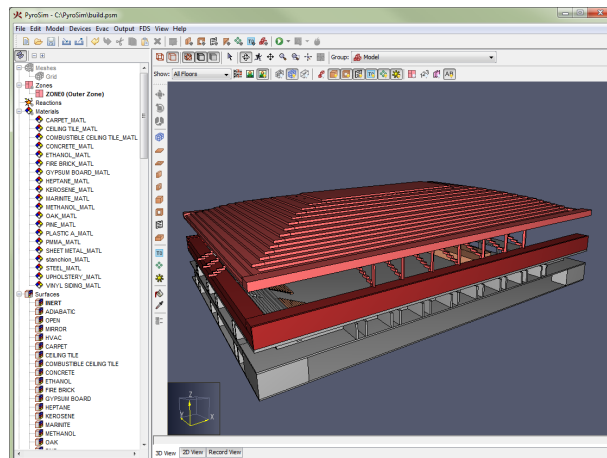 PyroSim - C:\PyroSim\build.psm
File Edit Model Devices Evac Output FDS View Help
Group: Model
Show: All Floors
Meshes
Grid
Zones
ZONE0 (Outer Zone)
Reactions
Materials
CARPET_MATL
CEILING TILE_MATL
COMBUSTIBLE CEILING TILE_MATL
CONCRETE_MATL
ETHANOL_MATL
FIRE BRICK_MATL
GYPSUM BOARD_MATL
HEPTANE_MATL
KEROSENE_MATL
MARINITE_MATL
METHANOL_MATL
OAK_MATL
PINE_MATL
PLASTIC A_MATL
PMMA_MATL
SHEET METAL_MATL
stanchion_MATL
STEEL_MATL
UPHOLSTERY_MATL
VINYL SIDING_MATL
Surfaces
INERT
ADIABATIC
OPEN
MIRROR
HVAC
CARPET
CEILING TILE
COMBUSTIBLE CEILING TILE
CONCRETE
ETHANOL
FIRE BRICK
GYPSUM BOARD
HEPTANE
KEROSENE
MARINITE
METHANOL
OAK
Z
Y
X
3D View 2D View Record View